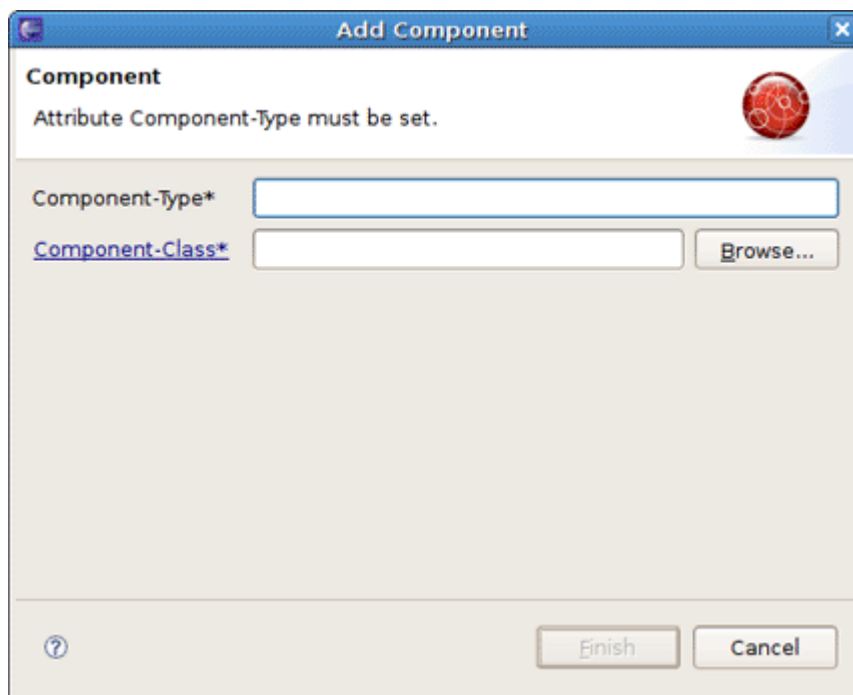 Add Component
Component
Attribute Component-Type must be set.
Component-Type*
Component-Class*
Browse...
?
Finish
Cancel